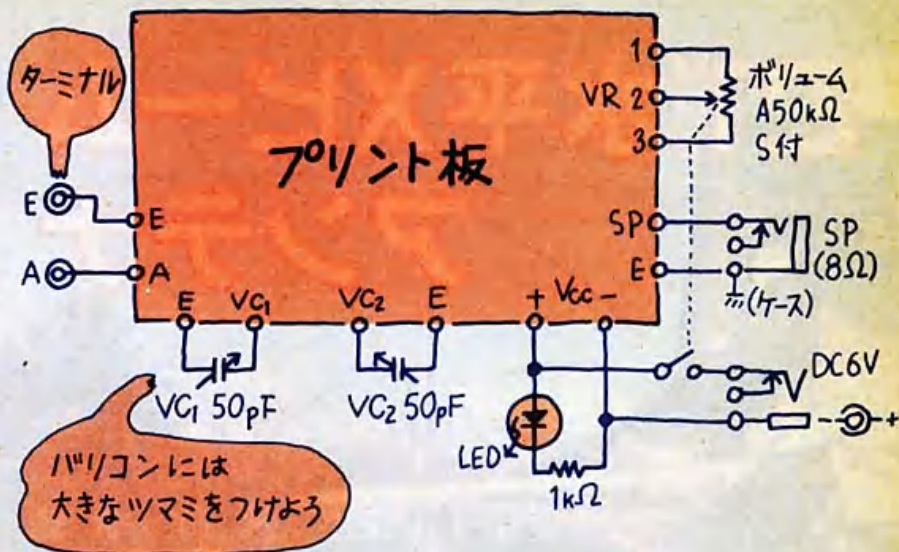 ターミナル
プリント板
1
VR 2
3
ボリューム
A50kΩ
S付
E
E
A
A
SP
E
SP
(8Ω)
(ケース)
E
VC₁
VC₂
E
+
Vcc
-
VC₁ 50pF
VC₂ 50pF
LED
1kΩ
DC6V
- +
バリコンには
大きなツマミをつけよう